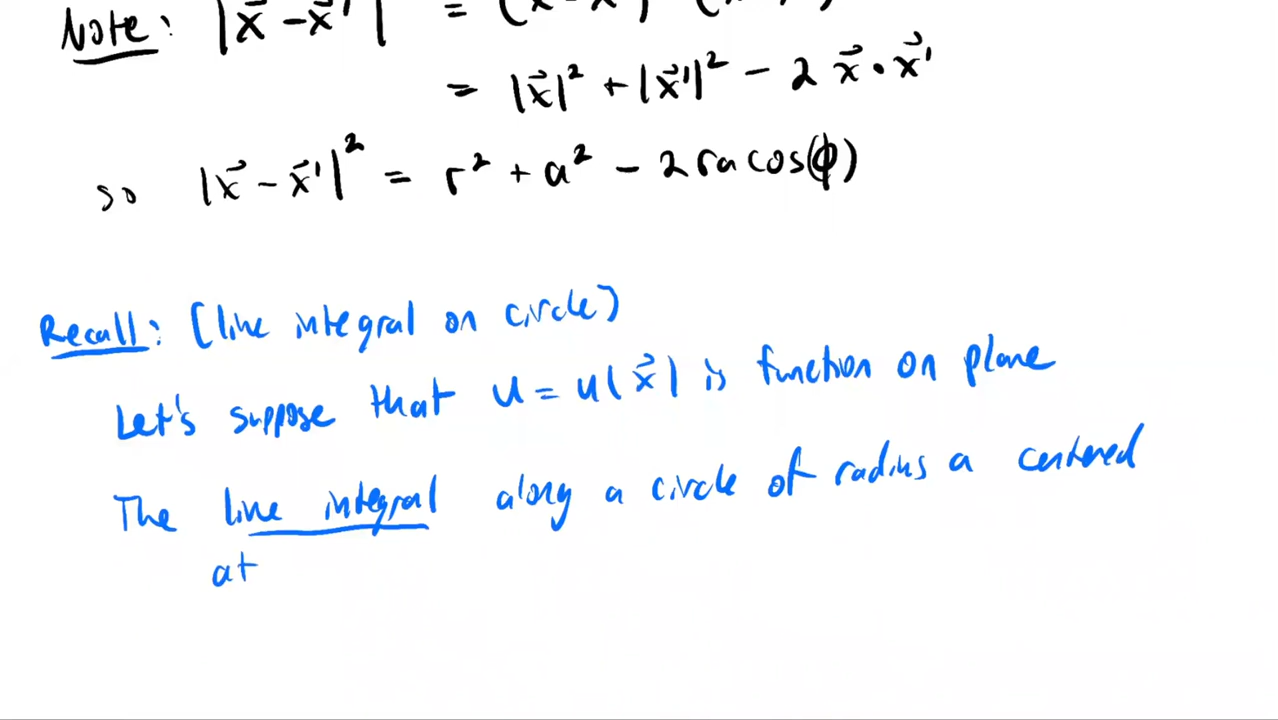 Note: |x⃗ - x⃗'| = (x⃗ - x⃗') · (x⃗ - x⃗')
= |x⃗|² + |x⃗'|² - 2 x⃗ · x⃗'
so |x⃗ - x⃗'|² = r² + a² - 2ra cos(ϕ)
Recall: (line integral on circle)
Let's suppose that u = u(x⃗) is function on plane
The line integral along a circle of radius a centered
at